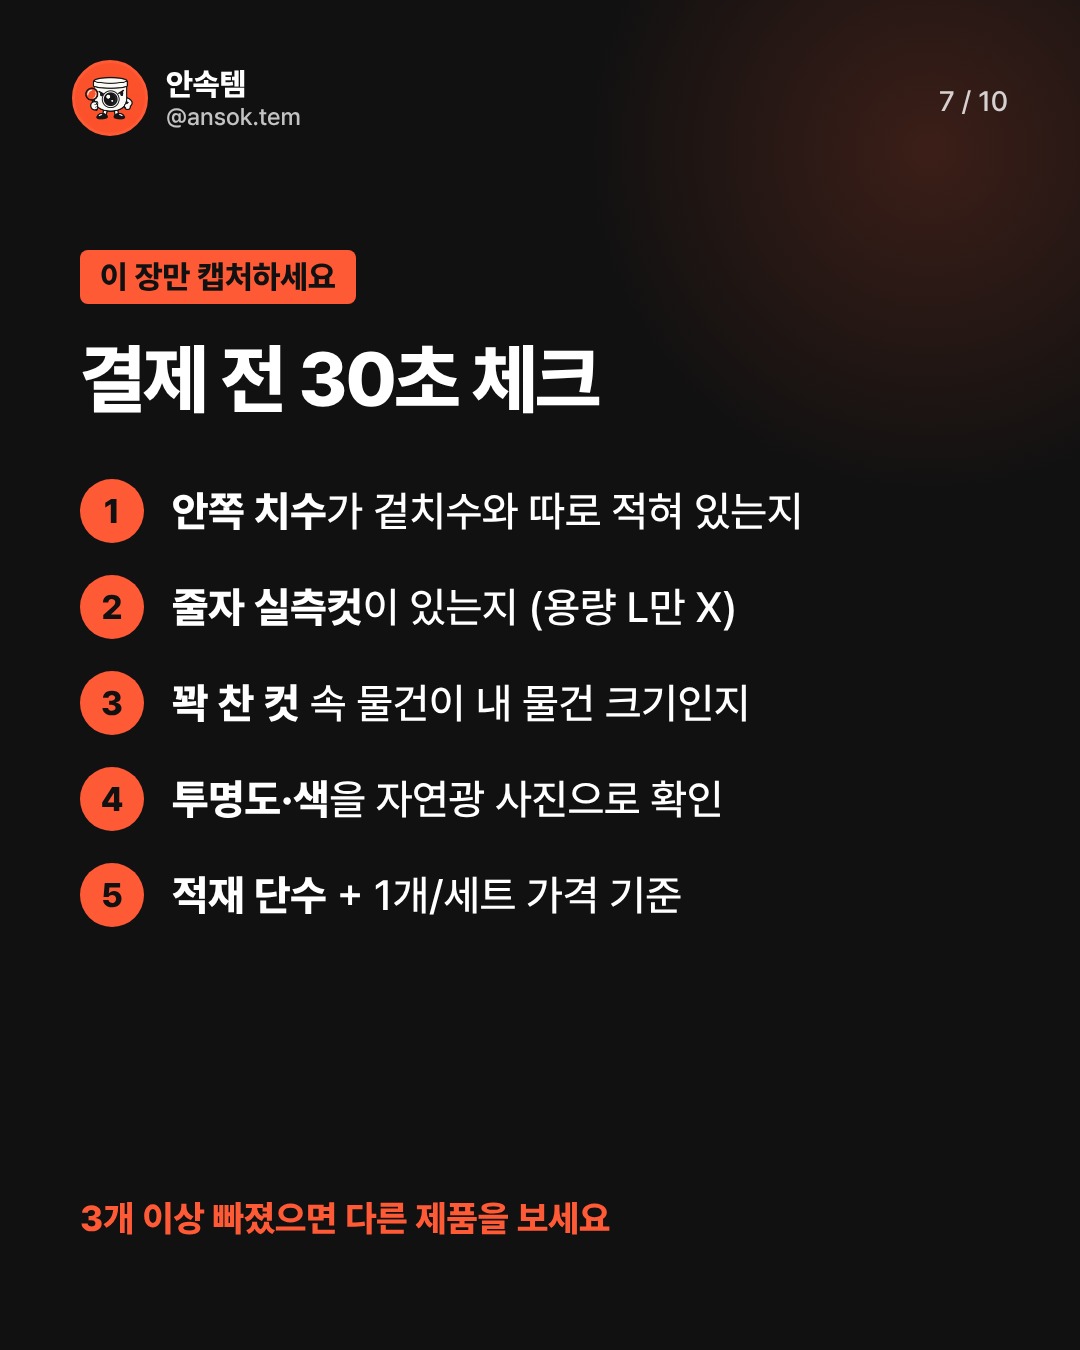 안속템
@ansok.tem
7 / 10
이 장만 캡처하세요
결제 전 30초 체크
1 안쪽 치수가 겉치수와 따로 적혀 있는지
2 줄자 실측컷이 있는지 (용량 L만 X)
3 꽉 찬 컷 속 물건이 내 물건 크기인지
4 투명도·색을 자연광 사진으로 확인
5 적재 단수 + 1개/세트 가격 기준
3개 이상 빠졌으면 다른 제품을 보세요